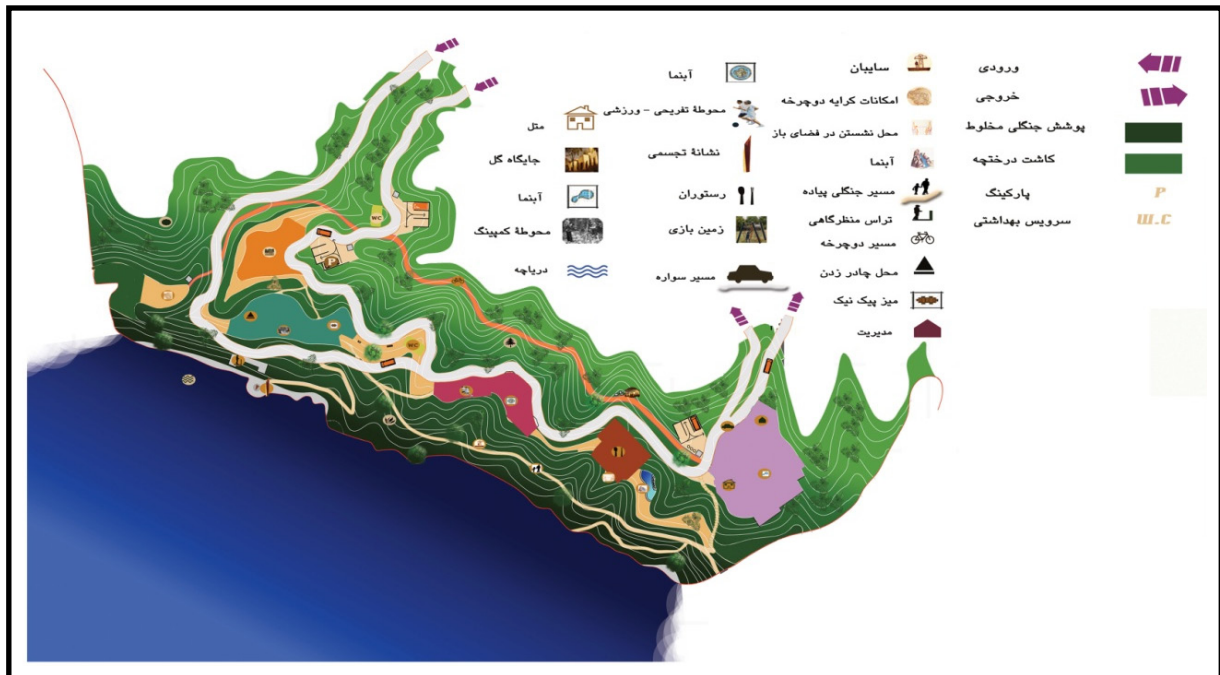 ورودی
خروجی
پوشش جنگلی مخلوط
کاشت درختچه
پارکینگ
P
سرویس بهداشتی
W.C
سایبان
امکانات کرایه دوچرخه
محل نشستن در فضای باز
آبنما
مسیر جنگلی پیاده
تراس منظرگاهی
مسیر دوچرخه
محل چادر زدن
میز پیک نیک
مدیریت
آبنما
محوطهٔ تفریحی - ورزشی
نشانهٔ تجسمی
رستوران
زمین بازی
مسیر سواره
متل
جایگاه گل
آبنما
محوطهٔ کمپینگ
دریاچه
WC
P
WC